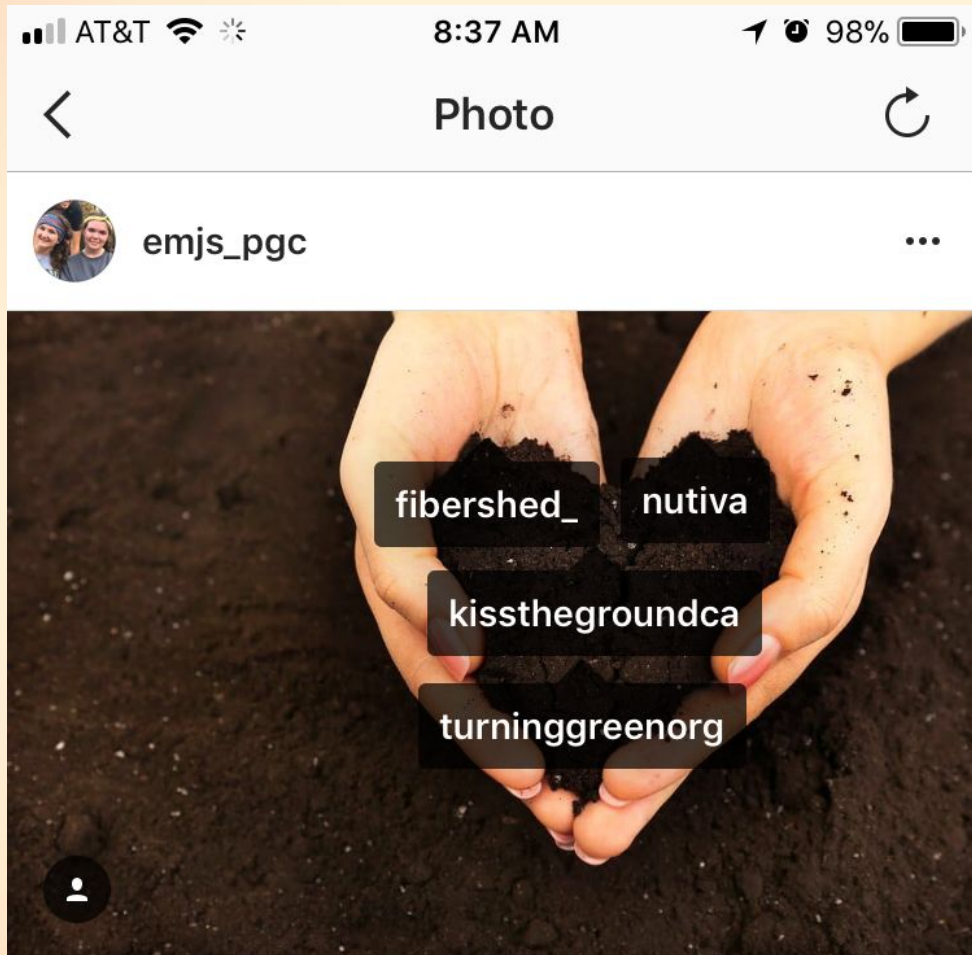 AT&T 8:37 AM 98%
Photo
emjs_pgc
fibershed_ nutiva
kissthegroundca
turninggreenorg